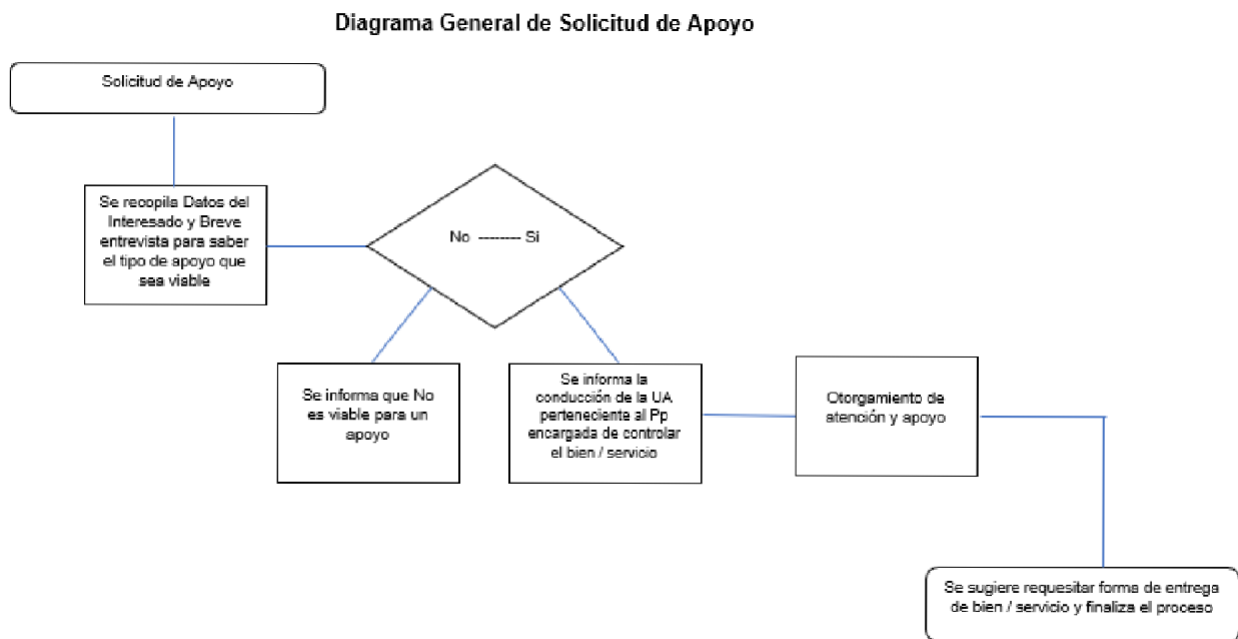 Diagrama General de Solicitud de Apoyo
Solicitud de Apoyo
Se recopila Datos del
Interesado y Breve
entrevista para saber
el tipo de apoyo que
sea viable
No -------- Si
Se informa que No
es viable para un
apoyo
Se informa la
conducción de la UA
perteneciente al Pp
encargada de controlar
el bien / servicio
Otorgamiento de
atención y apoyo
Se sugiere requesitar forma de entrega
de bien / servicio y finaliza el proceso